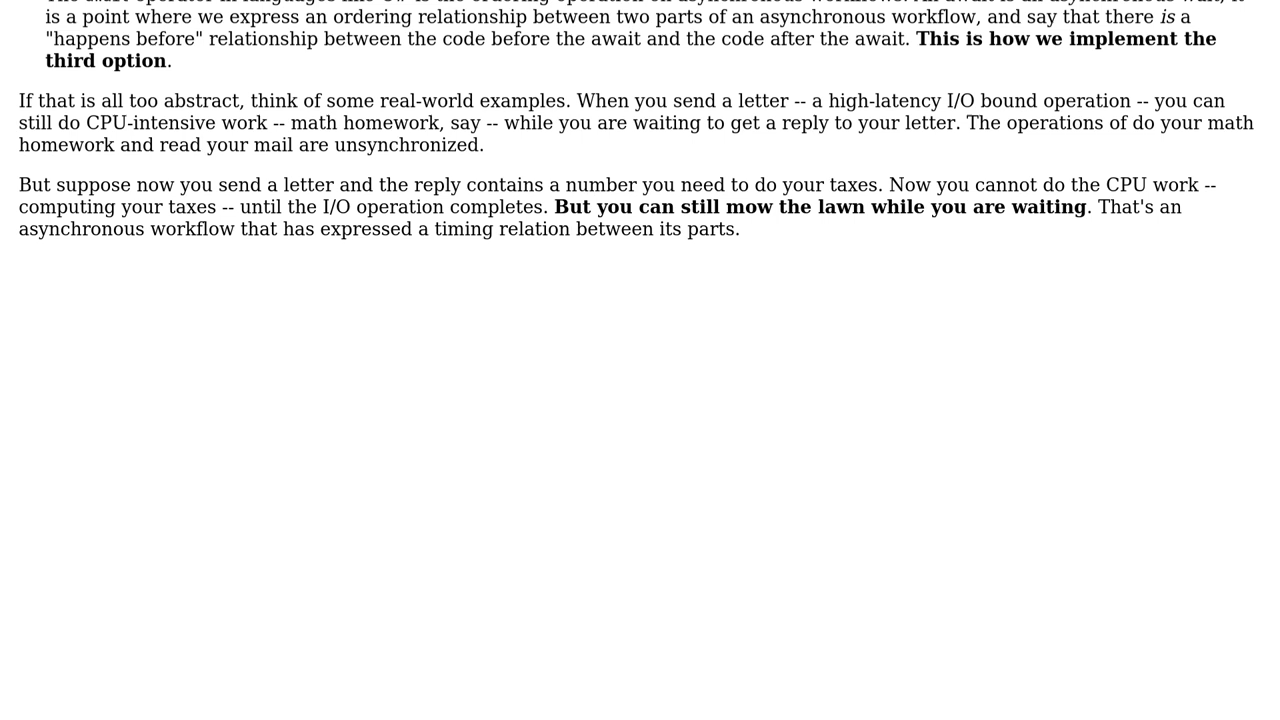 is a point where we express an ordering relationship between two parts of an asynchronous workflow, and say that there is a
"happens before" relationship between the code before the await and the code after the await. This is how we implement the
third option.
If that is all too abstract, think of some real-world examples. When you send a letter -- a high-latency I/O bound operation -- you can
still do CPU-intensive work -- math homework, say -- while you are waiting to get a reply to your letter. The operations of do your math
homework and read your mail are unsynchronized.
But suppose now you send a letter and the reply contains a number you need to do your taxes. Now you cannot do the CPU work --
computing your taxes -- until the I/O operation completes. But you can still mow the lawn while you are waiting. That's an
asynchronous workflow that has expressed a timing relation between its parts.